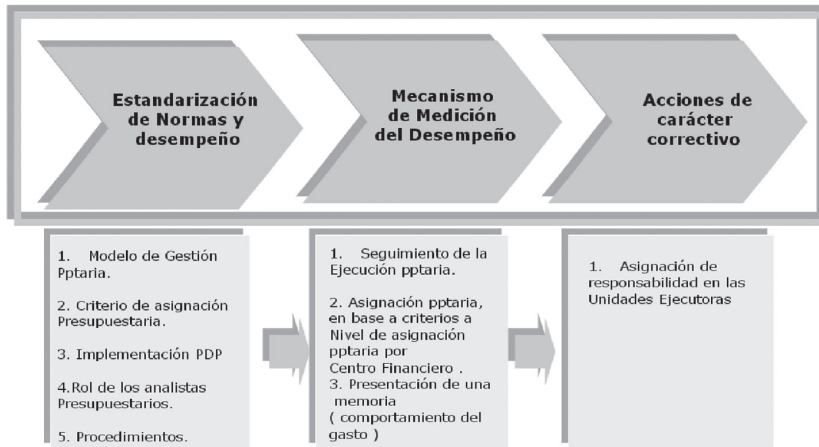 Estandarización
de Normas y
desempeño
Mecanismo
de Medición
del Desempeño
Acciones de
carácter
correctivo
1. Modelo de Gestión
Pptaria.
2. Criterio de asignación
Presupuestaria.
3. Implementación PDP
4.Rol de los analistas
Presupuestarios.
5. Procedimientos.
1. Seguimiento de la
Ejecución pptaria.
2. Asignación pptaria,
en base a criterios a
Nivel de asignación
pptaria por
Centro Financiero .
3. Presentación de una
memoria
( comportamiento del
gasto )
1. Asignación de
responsabilidad en las
Unidades Ejecutoras